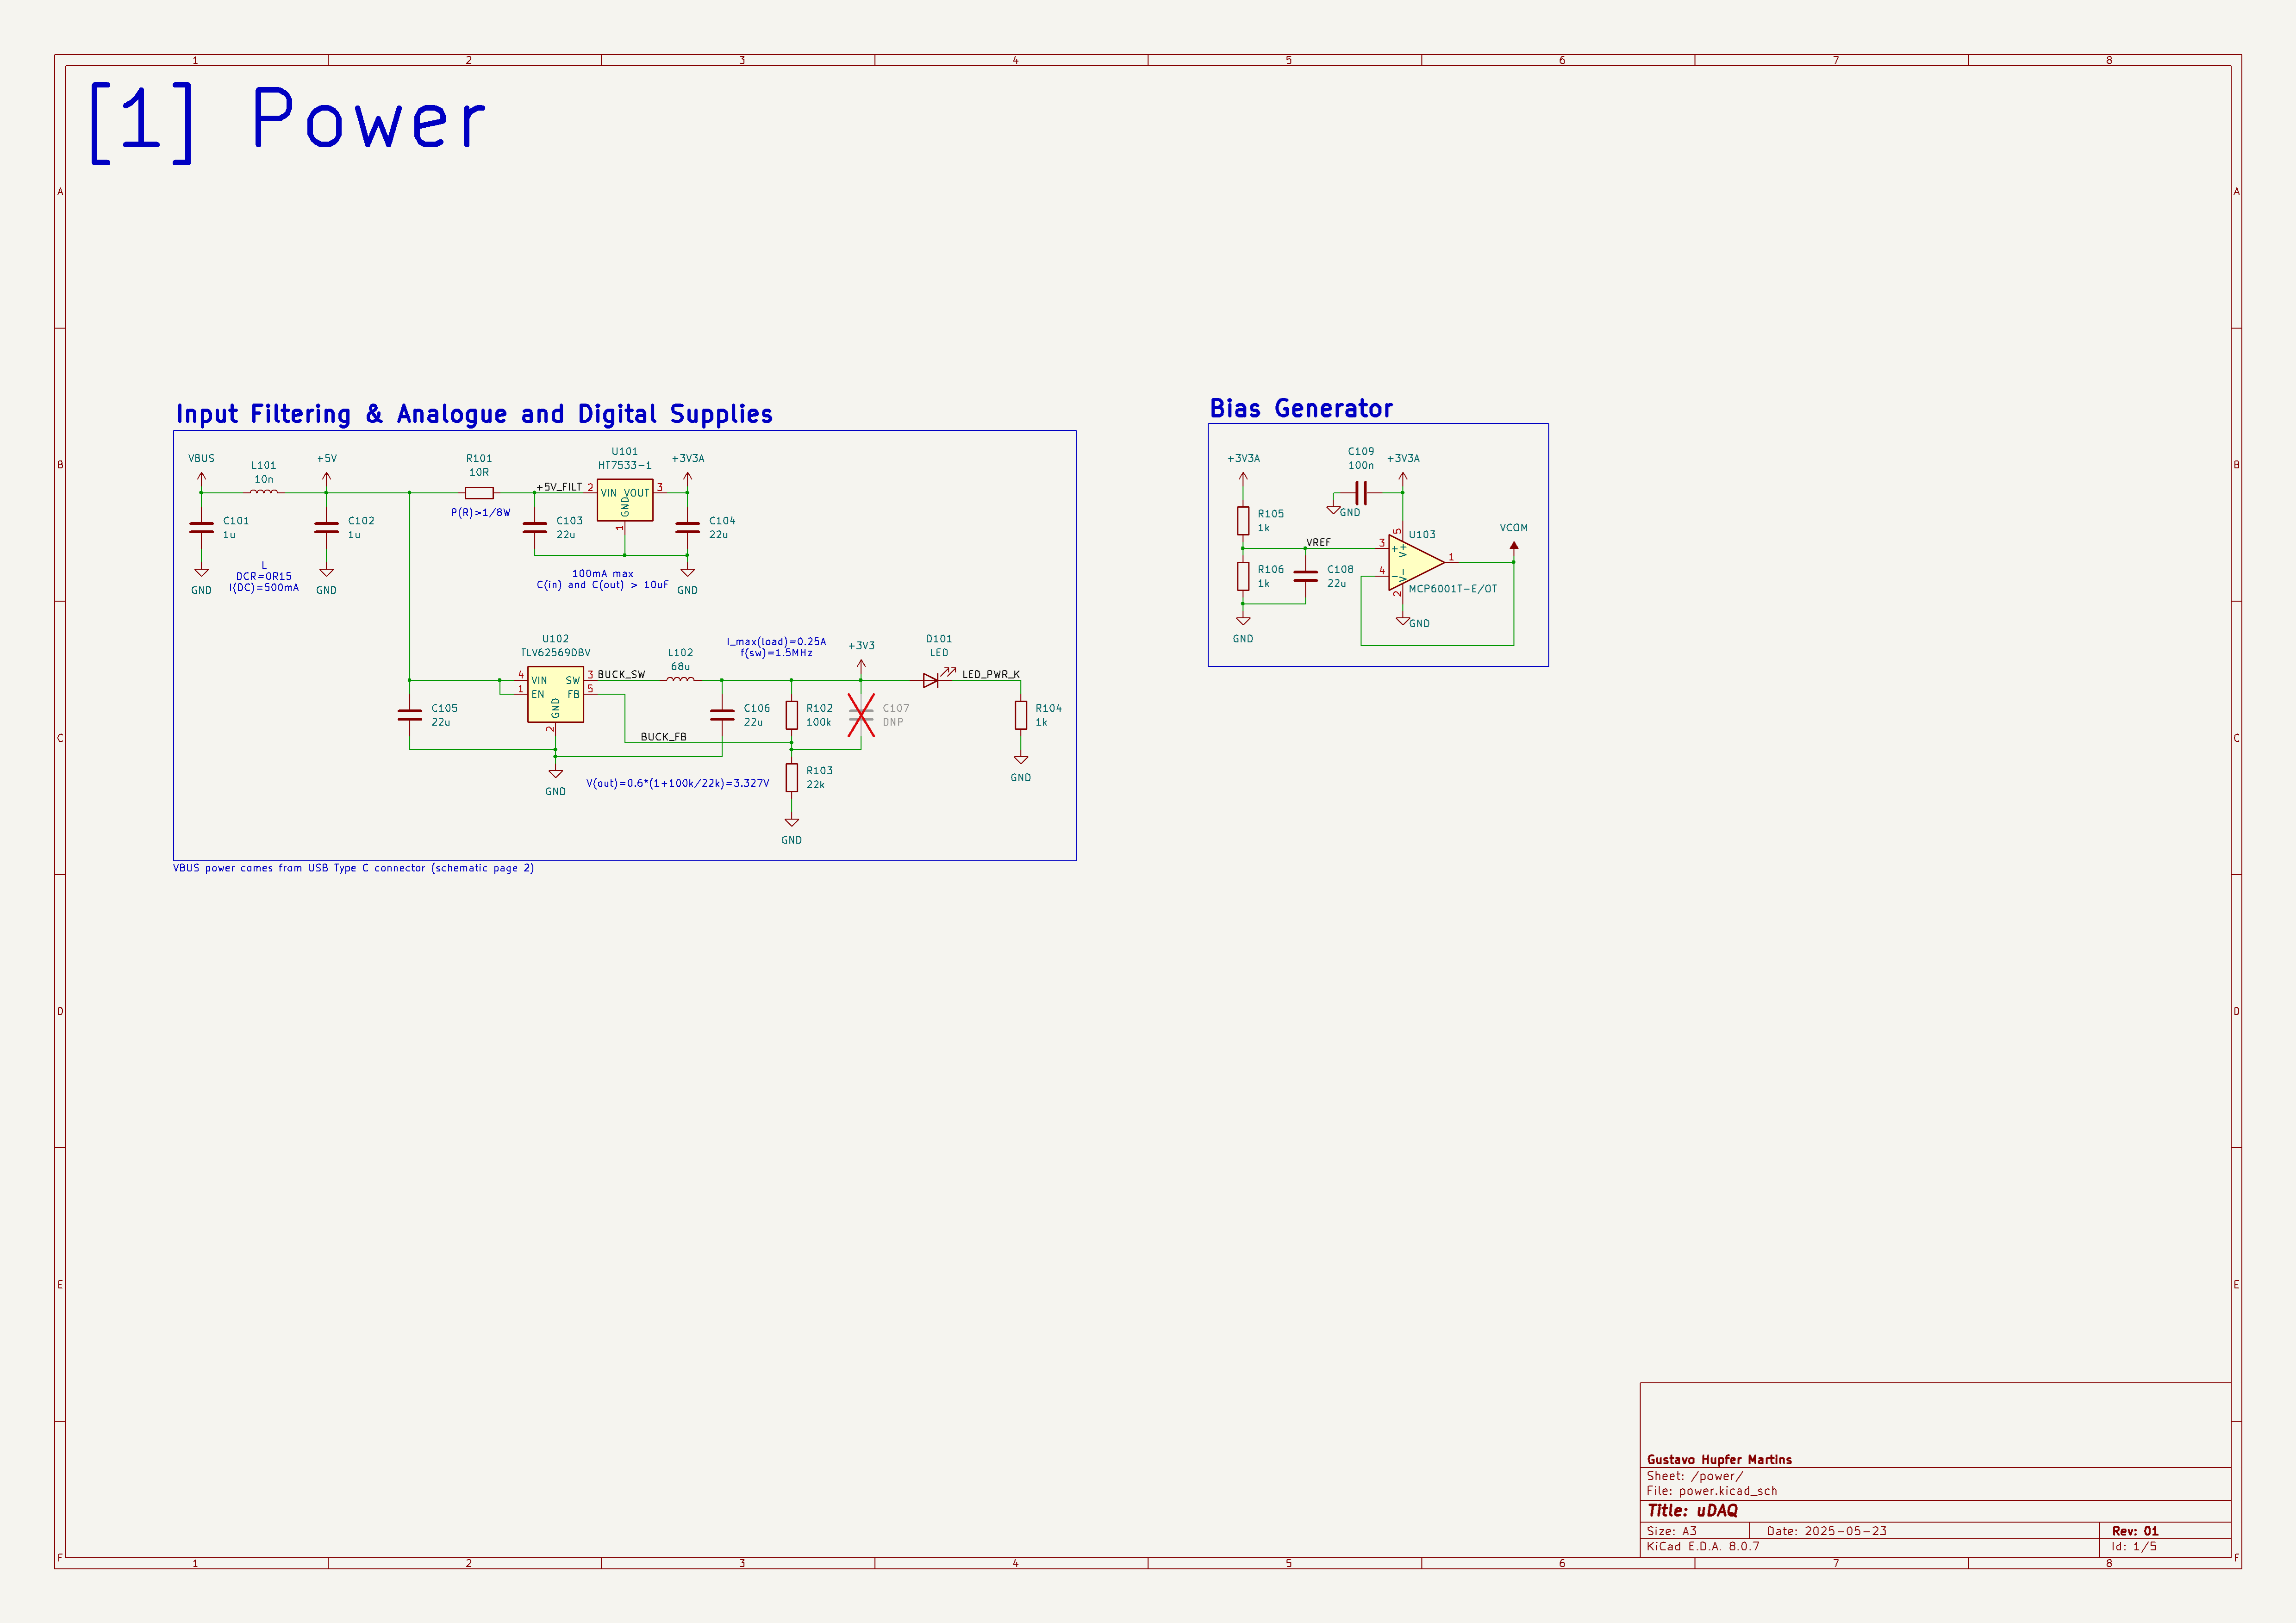 1 2 3 4 5 6 7 8
[1] Power
A A
B B
C C
D D
E E
F F
Input Filtering & Analogue and Digital Supplies
VBUS
L101
10n
+5V
R101
10R
P(R)>1/8W
+5V_FILT
U101
HT7533-1
2 VIN VOUT 3
GND
1
+3V3A
C101
1u
C102
1u
C103
22u
C104
22u
GND
L
DCR=0R15
I(DC)=500mA
GND
100mA max
C(in) and C(out) > 10uF
GND
U102
TLV62569DBV
4 VIN SW 3
1 EN FB 5
GND
2
BUCK_SW
L102
68u
I_max(load)=0.25A
f(sw)=1.5MHz
+3V3
D101
LED
LED_PWR_K
C105
22u
C106
22u
R102
100k
C107
DNP
R104
1k
BUCK_FB
GND
V(out)=0.6*(1+100k/22k)=3.327V
R103
22k
GND
GND
VBUS power comes from USB Type C connector (schematic page 2)
Bias Generator
+3V3A
C109
100n
+3V3A
GND
R105
1k
VREF
R106
1k
C108
22u
GND
U103
3 + V+ 5
4 - V- 2
1
MCP6001T-E/OT
GND
VCOM
Gustavo Hupfer Martins
Sheet: /power/
File: power.kicad_sch
Title: uDAQ
Size: A3 Date: 2025-05-23 Rev: 01
KiCad E.D.A. 8.0.7 Id: 1/5
1 2 3 4 5 6 7 8